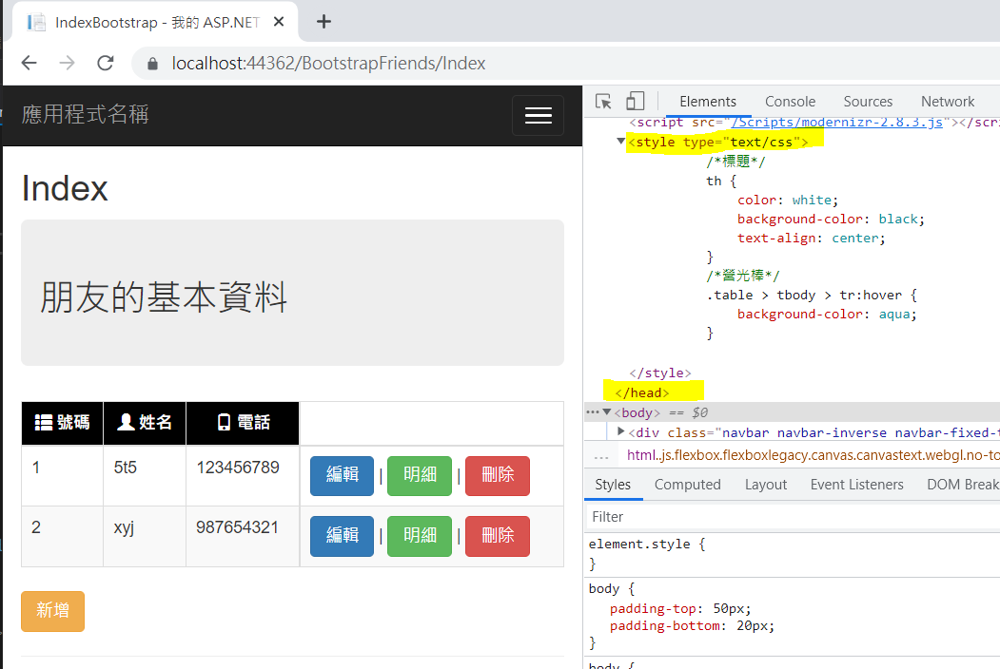 IndexBootstrap - 我的 ASP.NET
localhost:44362/BootstrapFriends/Index
應用程式名稱
Index
朋友的基本資料
號碼 姓名 電話
1 5t5 123456789 編輯 | 明細 | 刪除
2 xyj 987654321 編輯 | 明細 | 刪除
新增
Elements Console Sources Network
<script src="/Scripts/modernizr-2.8.3.js"></scri
<style type="text/css">
/*標題*/
th {
color: white;
background-color: black;
text-align: center;
}
/*螢光棒*/
.table > tbody > tr:hover {
background-color: aqua;
}
</style>
</head>
... <body> == $0
<div class="navbar navbar-inverse navbar-fixed-t
... html.js.flexbox.flexboxlegacy.canvas.canvastext.webgl.no-to
Styles Computed Layout Event Listeners DOM Break
Filter
element.style {
}
body {
padding-top: 50px;
padding-bottom: 20px;
}
body {